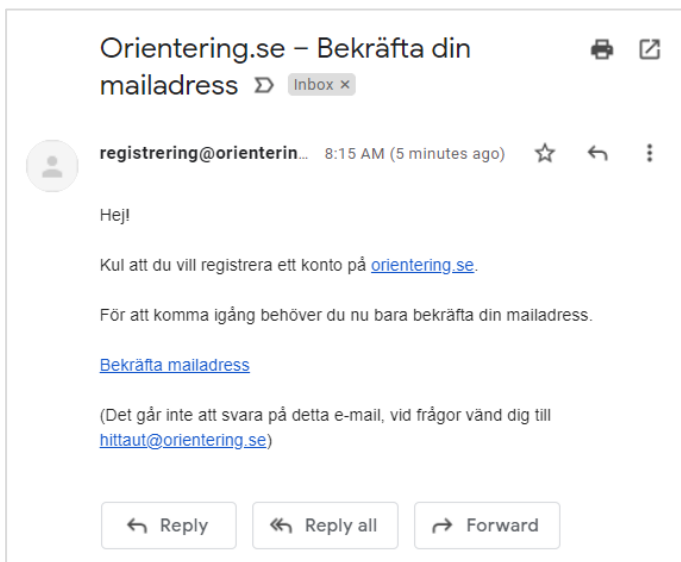 Orientering.se – Bekräfta din
mailadress Inbox ×
registrering@orienterin... 8:15 AM (5 minutes ago)
Hej!
Kul att du vill registrera ett konto på orientering.se.
För att komma igång behöver du nu bara bekräfta din mailadress.
Bekräfta mailadress
(Det går inte att svara på detta e-mail, vid frågor vänd dig till
hittaut@orientering.se)
Reply Reply all Forward